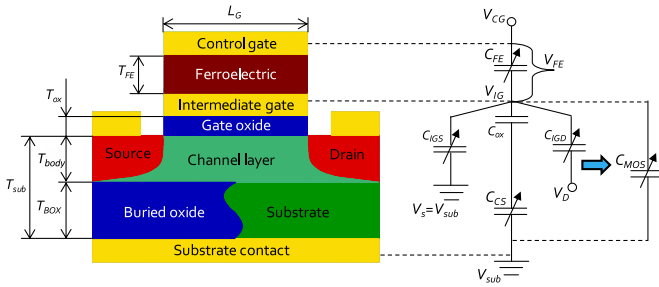 L_G
Control gate
Ferroelectric
Intermediate gate
Gate oxide
Source
Channel layer
Drain
Buried oxide
Substrate
Substrate contact
T_FE
T_ox
T_body
T_sub
T_BOX
V_CG
C_FE
V_FE
V_IG
C_IGS
C_ox
C_IGD
C_MOS
V_s=V_sub
C_CS
V_D
V_sub